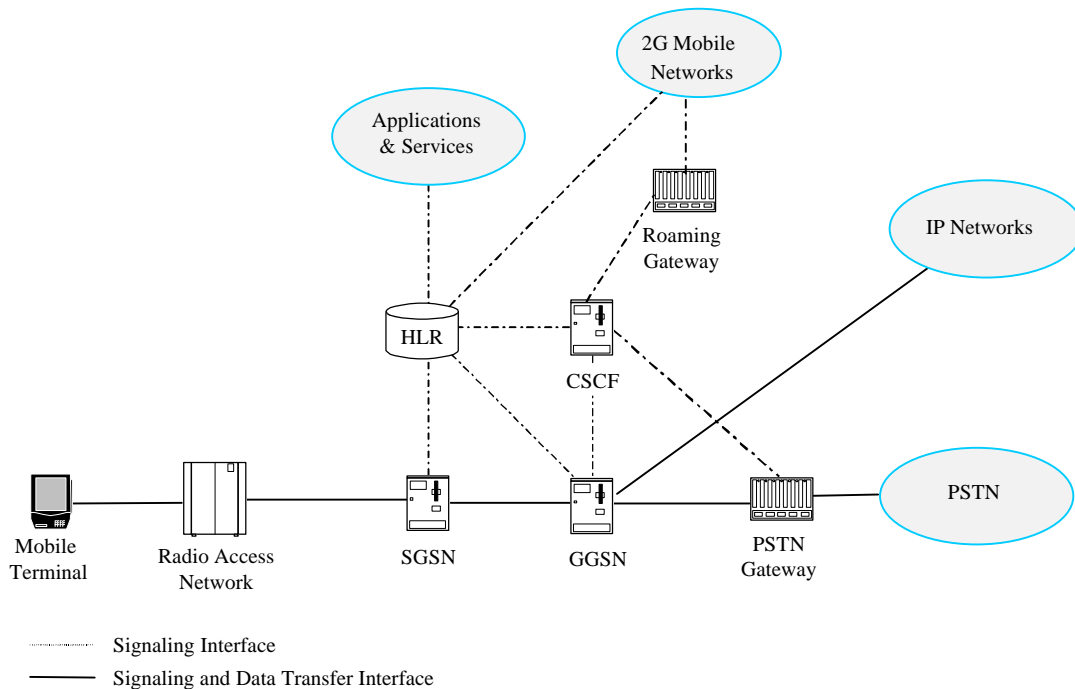 2G Mobile
Networks
Applications
& Services
IP Networks
Roaming
Gateway
HLR
CSCF
PSTN
Mobile
Terminal
Radio Access
Network
SGSN
GGSN
PSTN
Gateway
Signaling Interface
Signaling and Data Transfer Interface